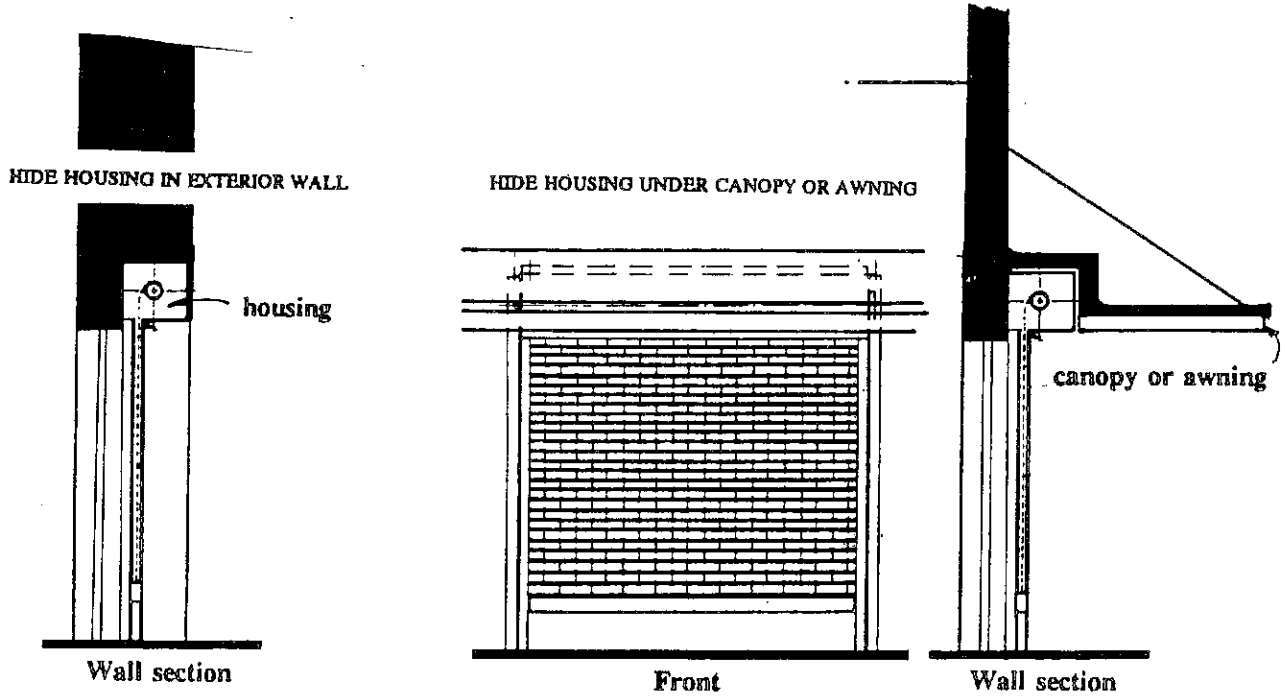 HIDE HOUSING IN EXTERIOR WALL
HIDE HOUSING UNDER CANOPY OR AWNING
housing
canopy or awning
Wall section
Front
Wall section